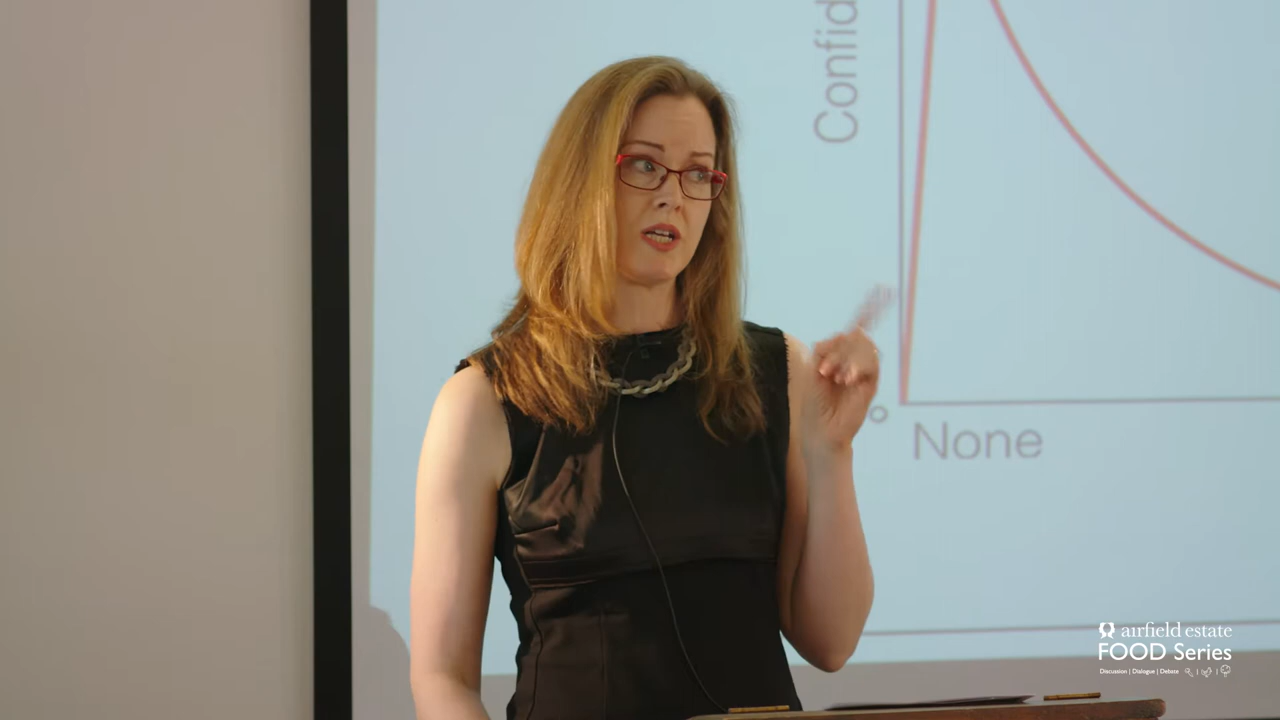 Confid
None
airfield estate
FOOD Series
Discussion | Dialogue | Debate